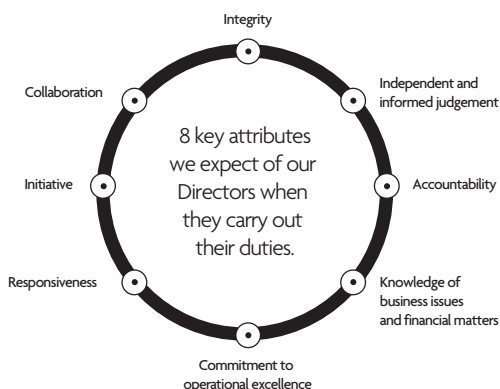 Integrity
Independent and
informed judgement
Accountability
Knowledge of
business issues
and financial matters
Commitment to
operational excellence
Responsiveness
Initiative
Collaboration
8 key attributes
we expect of our
Directors when
they carry out
their duties.